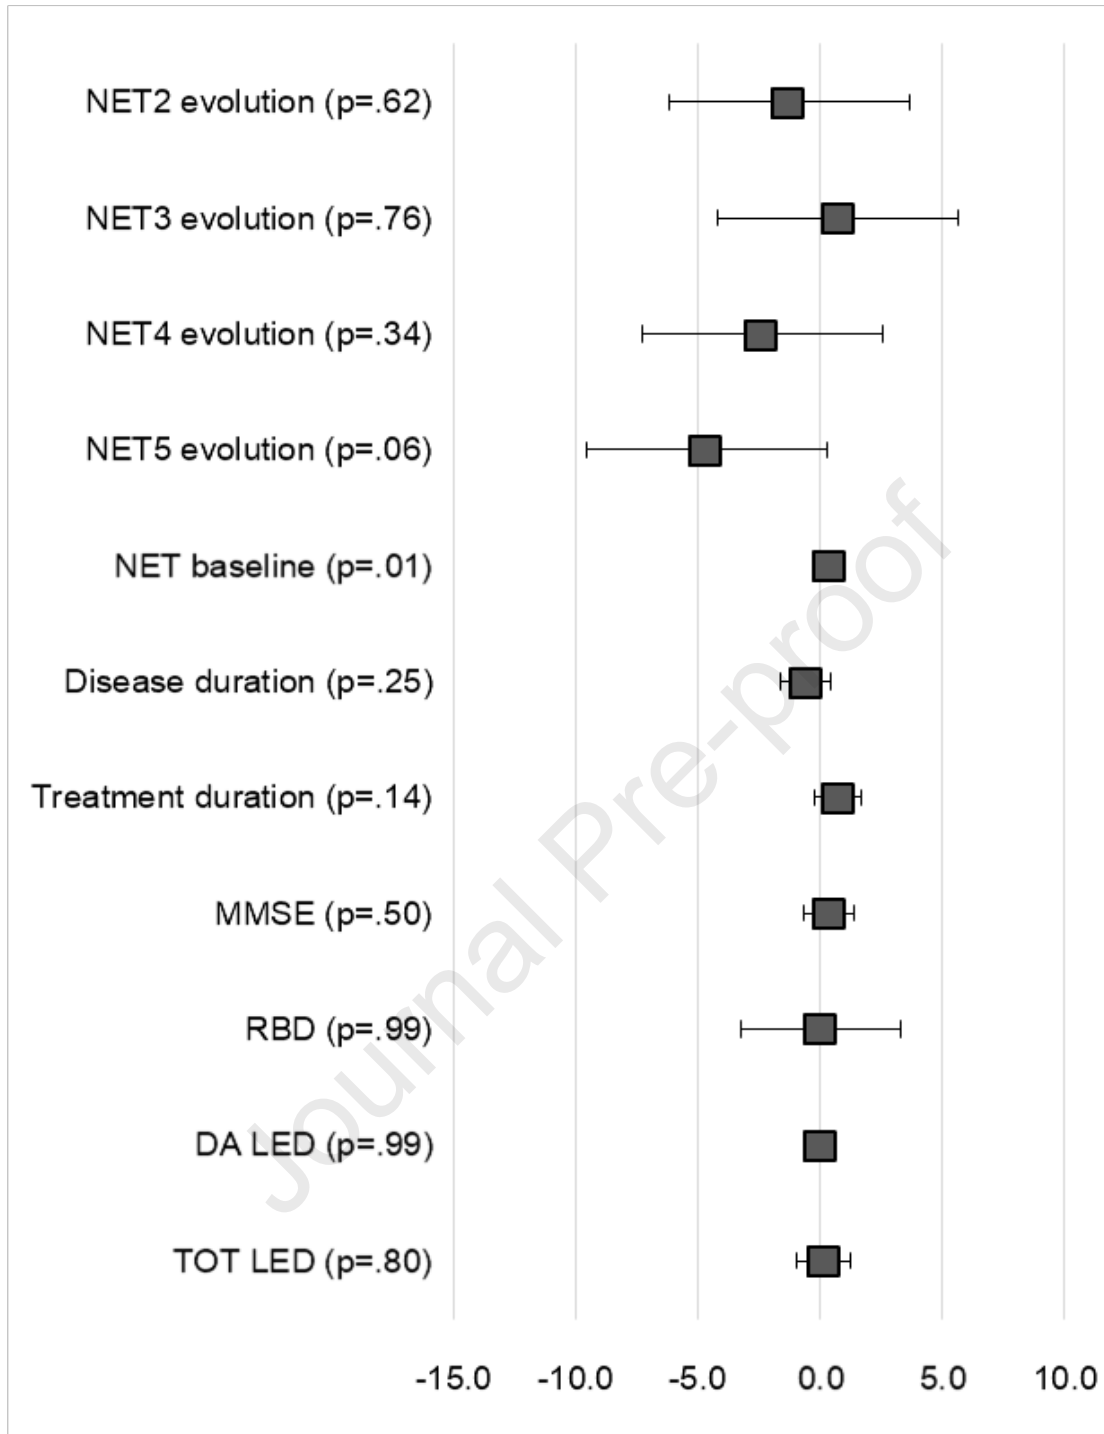 NET2 evolution (p=.62)
NET3 evolution (p=.76)
NET4 evolution (p=.34)
NET5 evolution (p=.06)
NET baseline (p=.01)
Disease duration (p=.25)
Treatment duration (p=.14)
MMSE (p=.50)
RBD (p=.99)
DA LED (p=.99)
TOT LED (p=.80)
-15.0 -10.0 -5.0 0.0 5.0 10.0
Journal Pre-proof